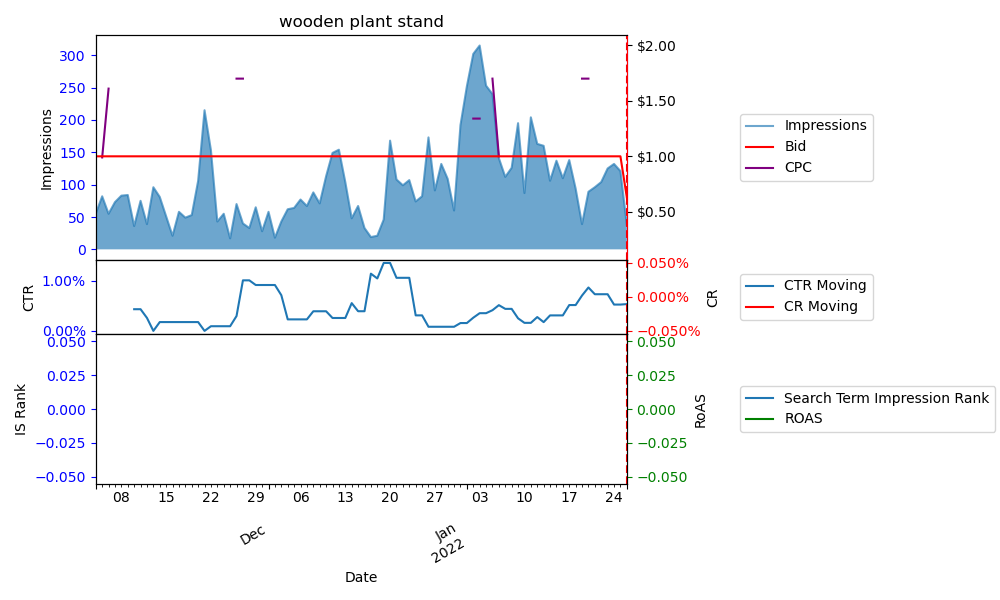 wooden plant stand
Impressions
300
250
200
150
100
50
0
$2.00
$1.50
$1.00
$0.50
Impressions
Bid
CPC
CTR
1.00%
0.00%
0.050%
0.000%
−0.050%
CR
CTR Moving
CR Moving
IS Rank
0.050
0.025
0.000
−0.025
−0.050
0.050
0.025
0.000
−0.025
−0.050
RoAS
Search Term Impression Rank
ROAS
08 15 22 29 06 13 20 27 03 10 17 24
Dec Jan
2022
Date